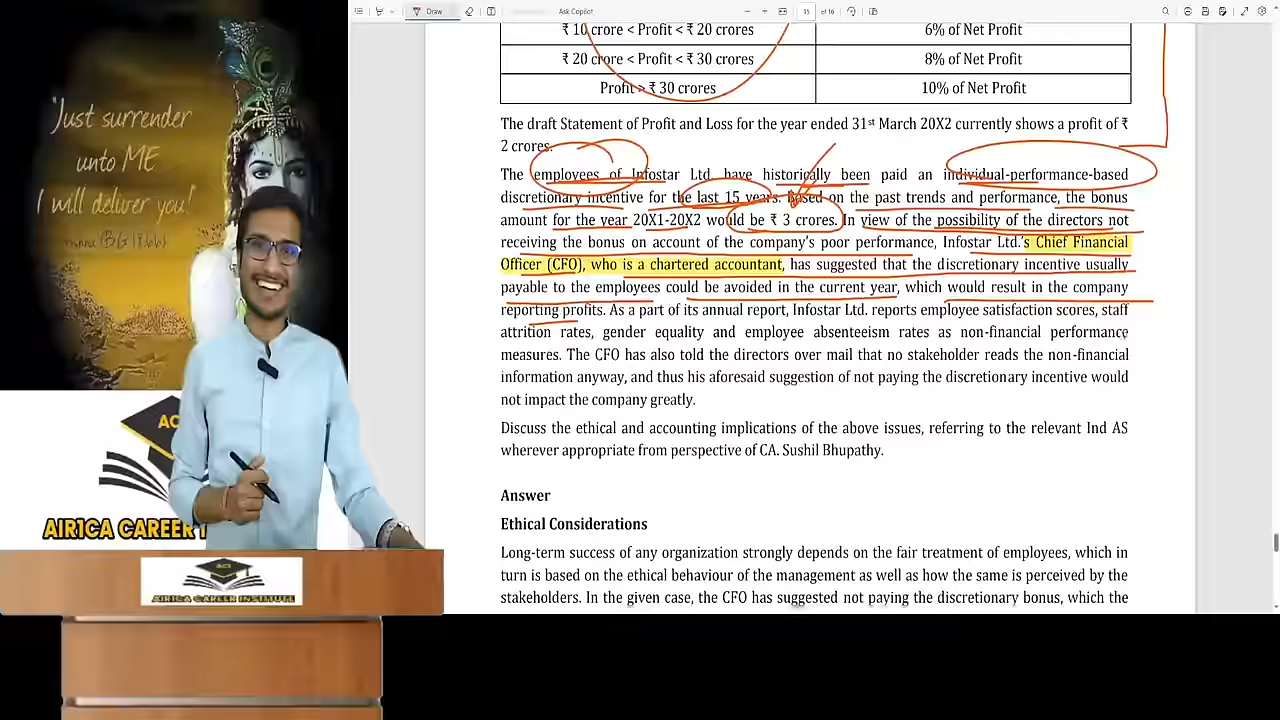 Draw
Ask Copilot
15 of 16
"Just surrender
unto ME
I will deliver you!"
AIR1CA CAREER I
ACI
AIR1CA CAREER INSTITUTE
₹ 10 crore < Profit < ₹ 20 crores 6% of Net Profit
₹ 20 crore < Profit < ₹ 30 crores 8% of Net Profit
Profit > ₹ 30 crores 10% of Net Profit
The draft Statement of Profit and Loss for the year ended 31st March 20X2 currently shows a profit of ₹
2 crores.
The employees of Infostar Ltd have historically been paid an individual-performance-based
discretionary incentive for the last 15 years. Based on the past trends and performance, the bonus
amount for the year 20X1-20X2 would be ₹ 3 crores. In view of the possibility of the directors not
receiving the bonus on account of the company's poor performance, Infostar Ltd.'s Chief Financial
Officer (CFO), who is a chartered accountant, has suggested that the discretionary incentive usually
payable to the employees could be avoided in the current year, which would result in the company
reporting profits. As a part of its annual report, Infostar Ltd. reports employee satisfaction scores, staff
attrition rates, gender equality and employee absenteeism rates as non-financial performance
measures. The CFO has also told the directors over mail that no stakeholder reads the non-financial
information anyway, and thus his aforesaid suggestion of not paying the discretionary incentive would
not impact the company greatly.
Discuss the ethical and accounting implications of the above issues, referring to the relevant Ind AS
wherever appropriate from perspective of CA. Sushil Bhupathy.
Answer
Ethical Considerations
Long-term success of any organization strongly depends on the fair treatment of employees, which in
turn is based on the ethical behaviour of the management as well as how the same is perceived by the
stakeholders. In the given case, the CFO has suggested not paying the discretionary bonus, which the